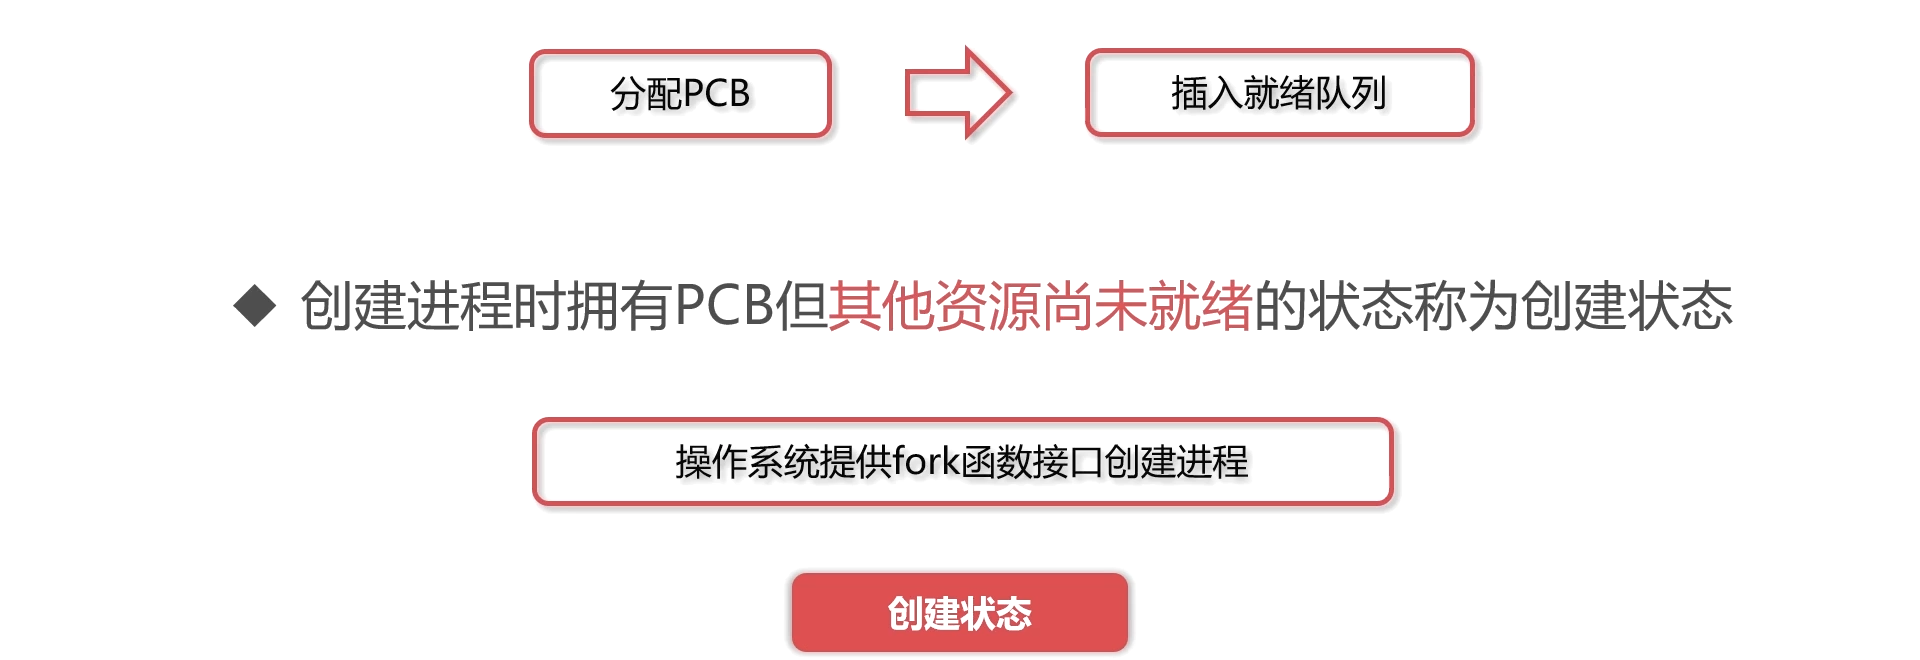 分配PCB
插入就绪队列
创建进程时拥有PCB但其他资源尚未就绪的状态称为创建状态
操作系统提供fork函数接口创建进程
创建状态